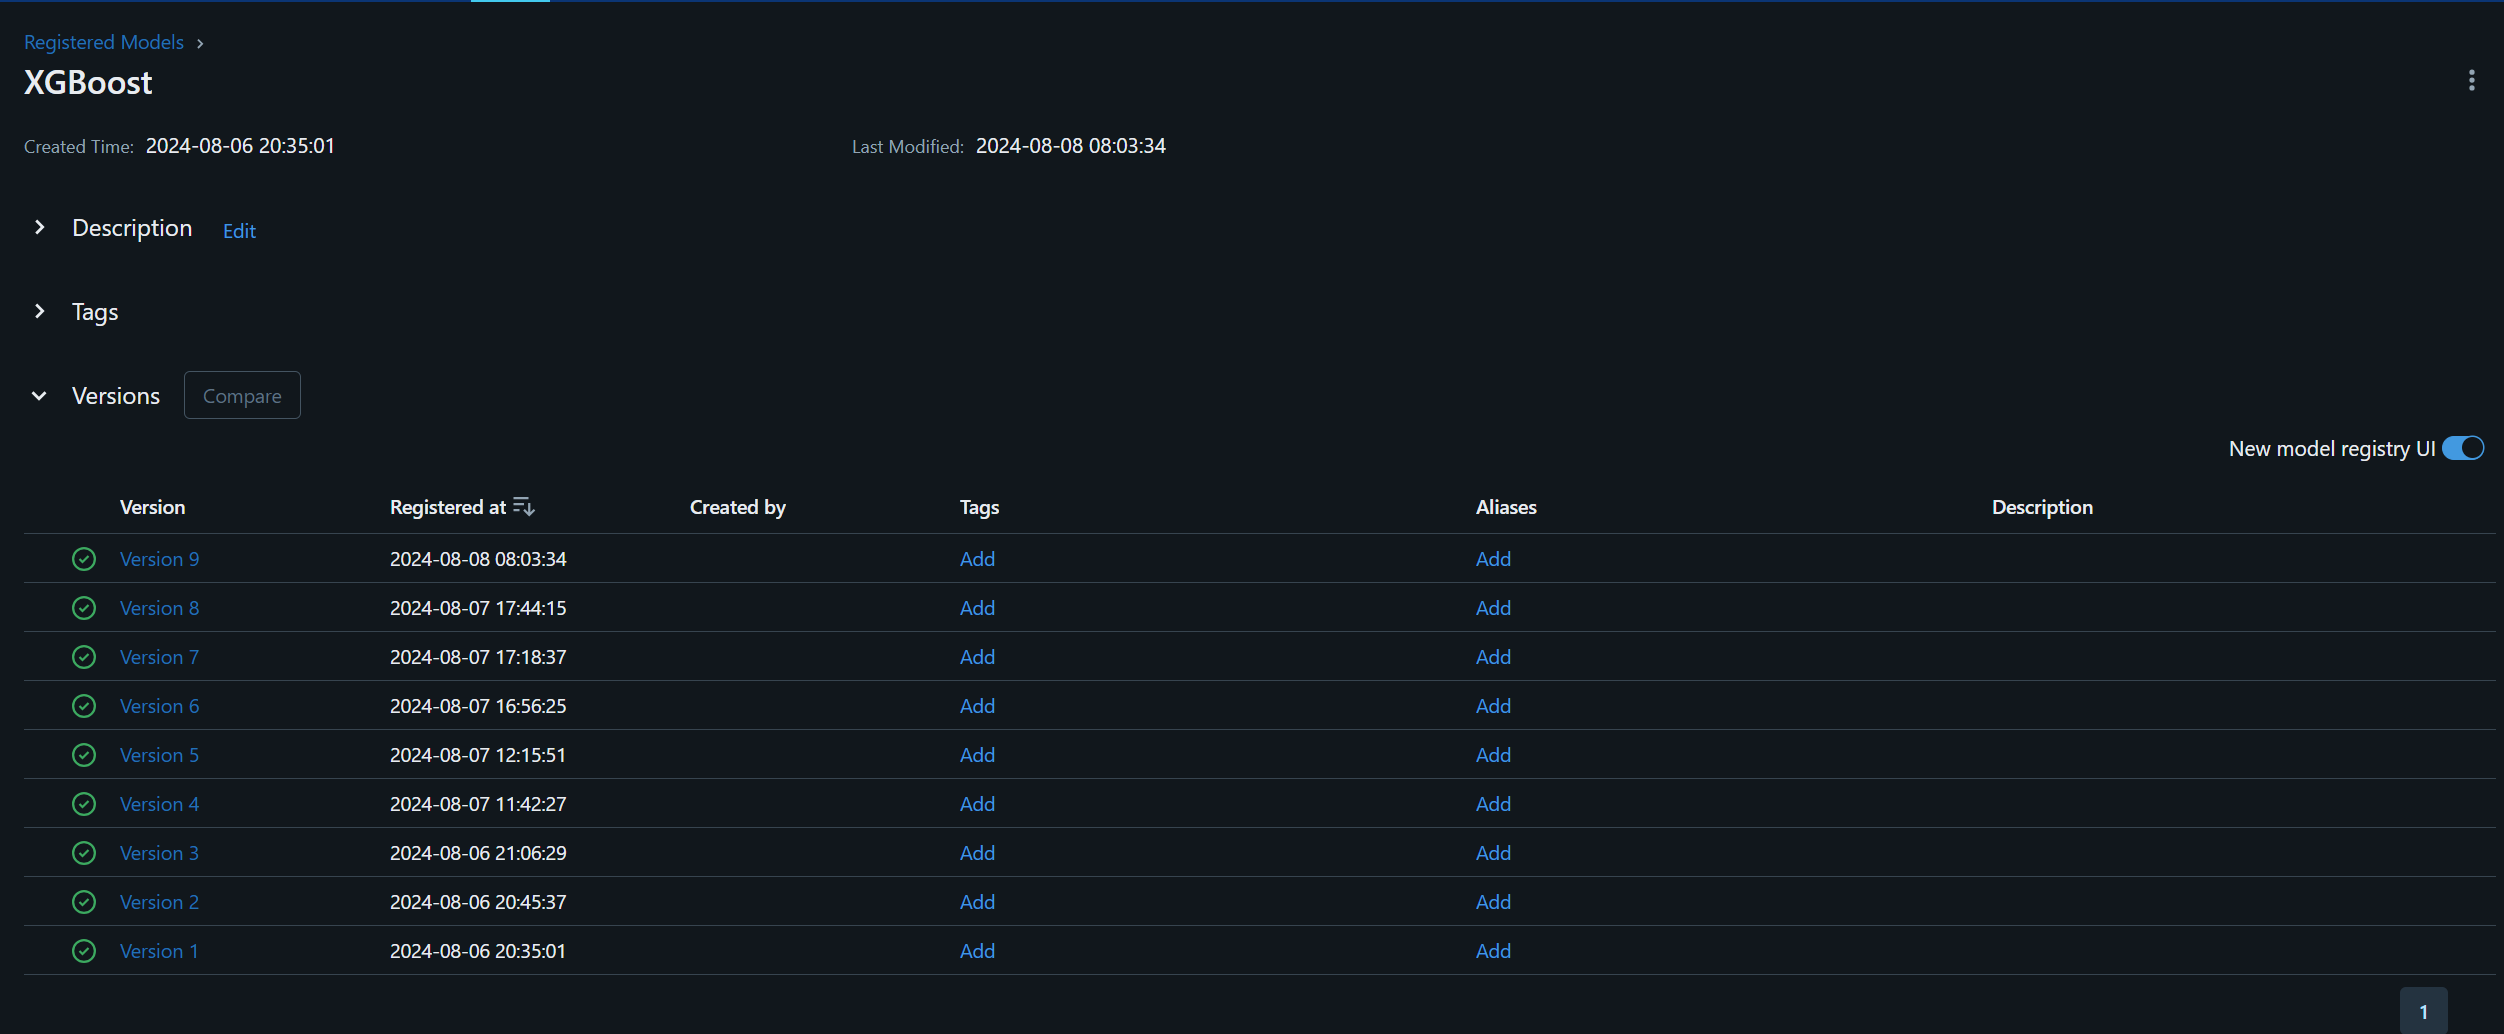 Registered Models
XGBoost
Created Time: 2024-08-06 20:35:01 Last Modified: 2024-08-08 08:03:34
Description Edit
Tags
Versions Compare
New model registry UI
Version Registered at Created by Tags Aliases Description
Version 9 2024-08-08 08:03:34 Add Add
Version 8 2024-08-07 17:44:15 Add Add
Version 7 2024-08-07 17:18:37 Add Add
Version 6 2024-08-07 16:56:25 Add Add
Version 5 2024-08-07 12:15:51 Add Add
Version 4 2024-08-07 11:42:27 Add Add
Version 3 2024-08-06 21:06:29 Add Add
Version 2 2024-08-06 20:45:37 Add Add
Version 1 2024-08-06 20:35:01 Add Add
1